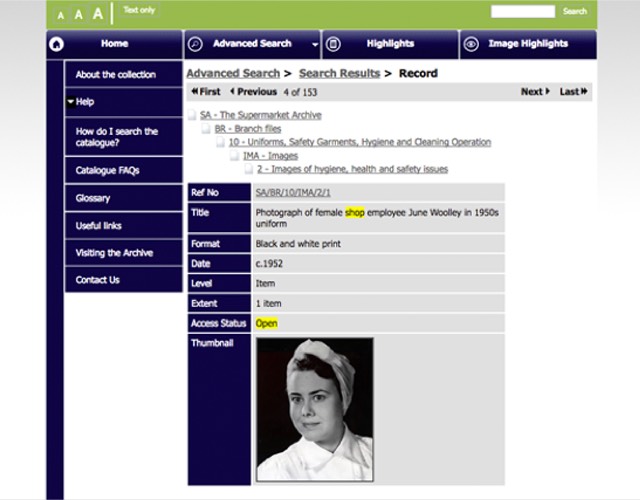 A A A Text only
Search
Home Advanced Search Highlights Image Highlights
About the collection
Help
How do I search the
catalogue?
Catalogue FAQs
Glossary
Useful links
Visiting the Archive
Contact Us
Advanced Search > Search Results > Record
First Previous 4 of 153 Next Last
SA - The Supermarket Archive
BR - Branch files
10 - Uniforms, Safety Garments, Hygiene and Cleaning Operation
IMA - Images
2 - Images of hygiene, health and safety issues
Ref No SA/BR/10/IMA/2/1
Title Photograph of female shop employee June Woolley in 1950s
uniform
Format Black and white print
Date c.1952
Level Item
Extent 1 item
Access Status Open
Thumbnail